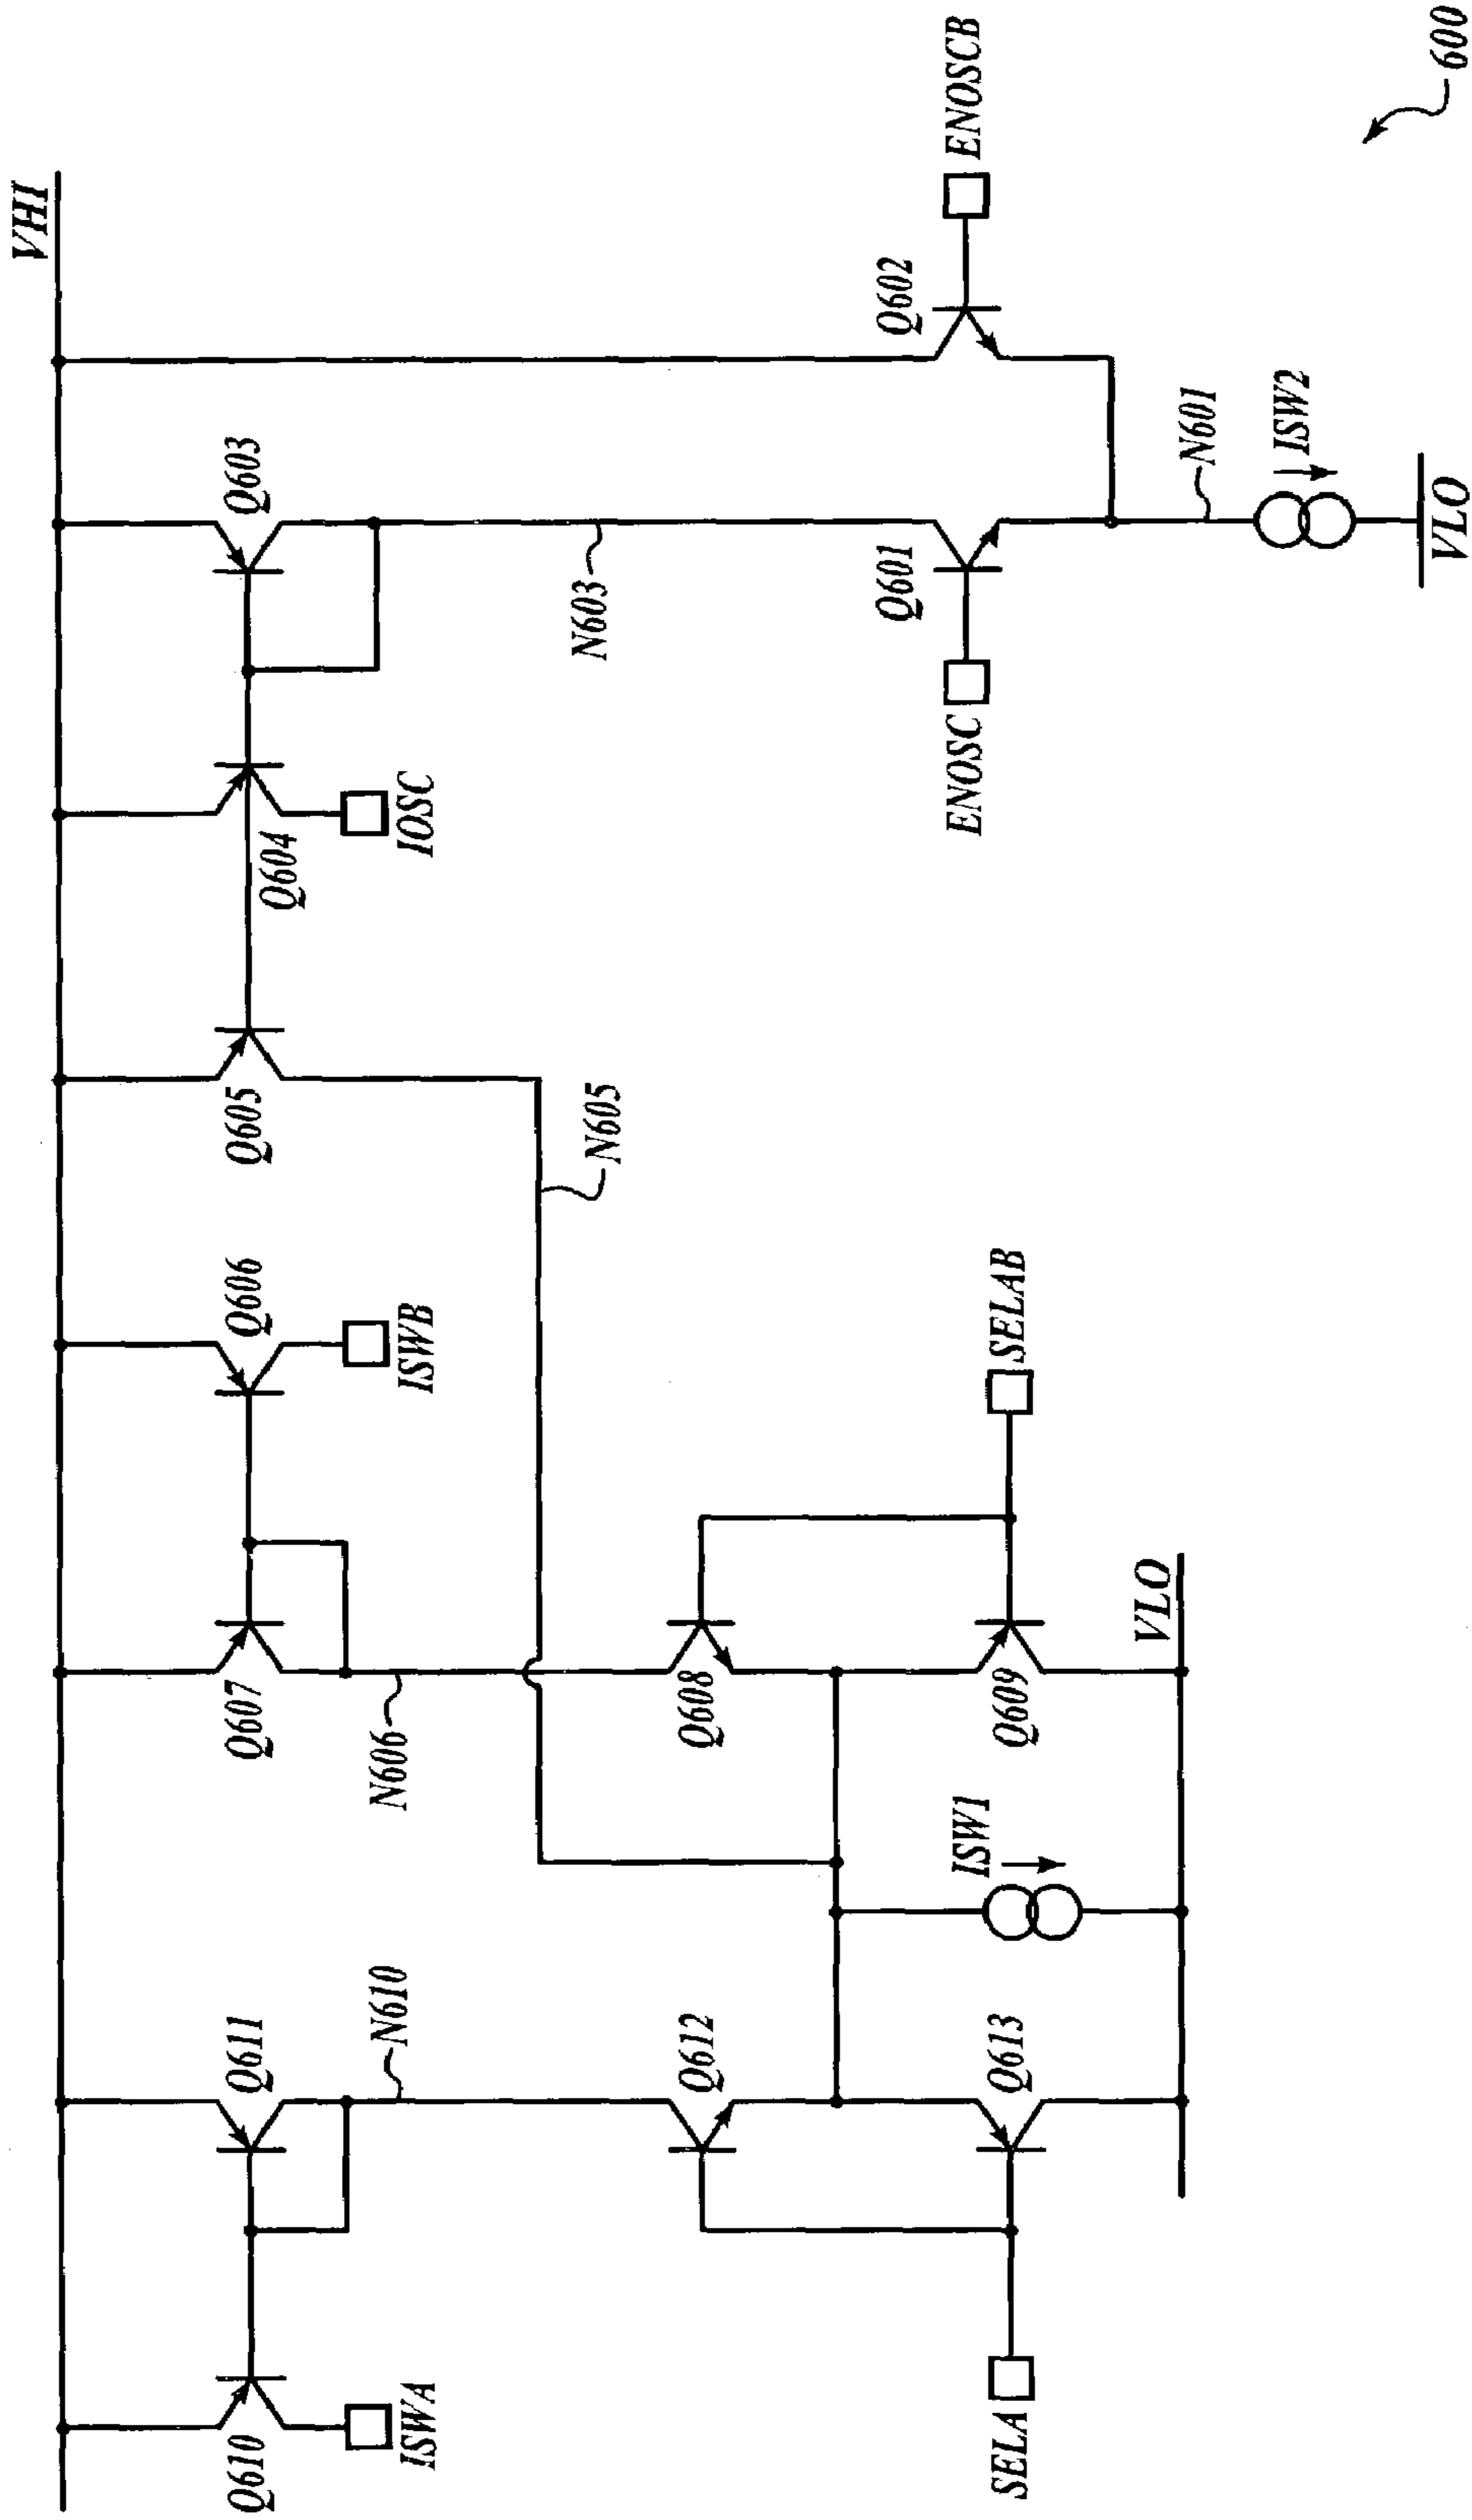 VHI
Q610
Q611
Q607
Q606
Q605
Q604
Q603
ISWA
N610
N606
ISWB
IOSC
N605
N603
Q612
Q608
Q601
Q602
ISW1
ENOSC
ENOSCB
SELA
Q613
Q609
SELAB
VLO
N601
ISW2
VLO
600